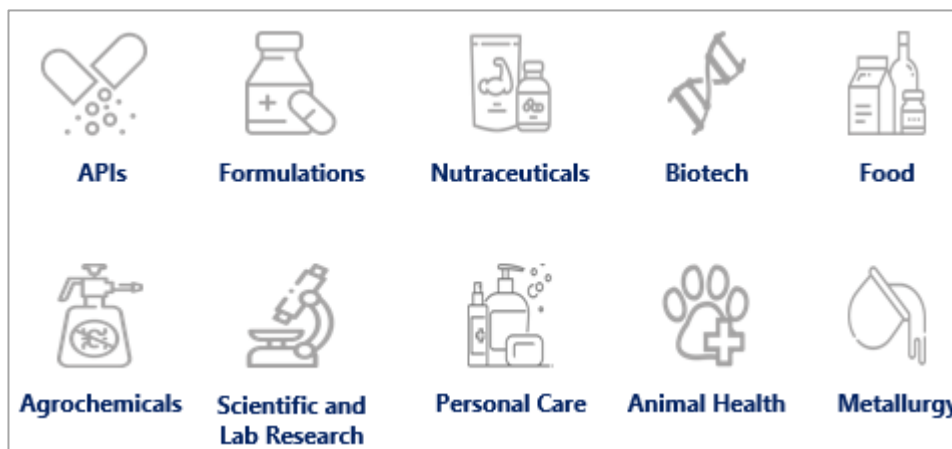 APIs
Formulations
Nutraceuticals
Biotech
Food
Agrochemicals
Scientific and
Lab Research
Personal Care
Animal Health
Metallurgy